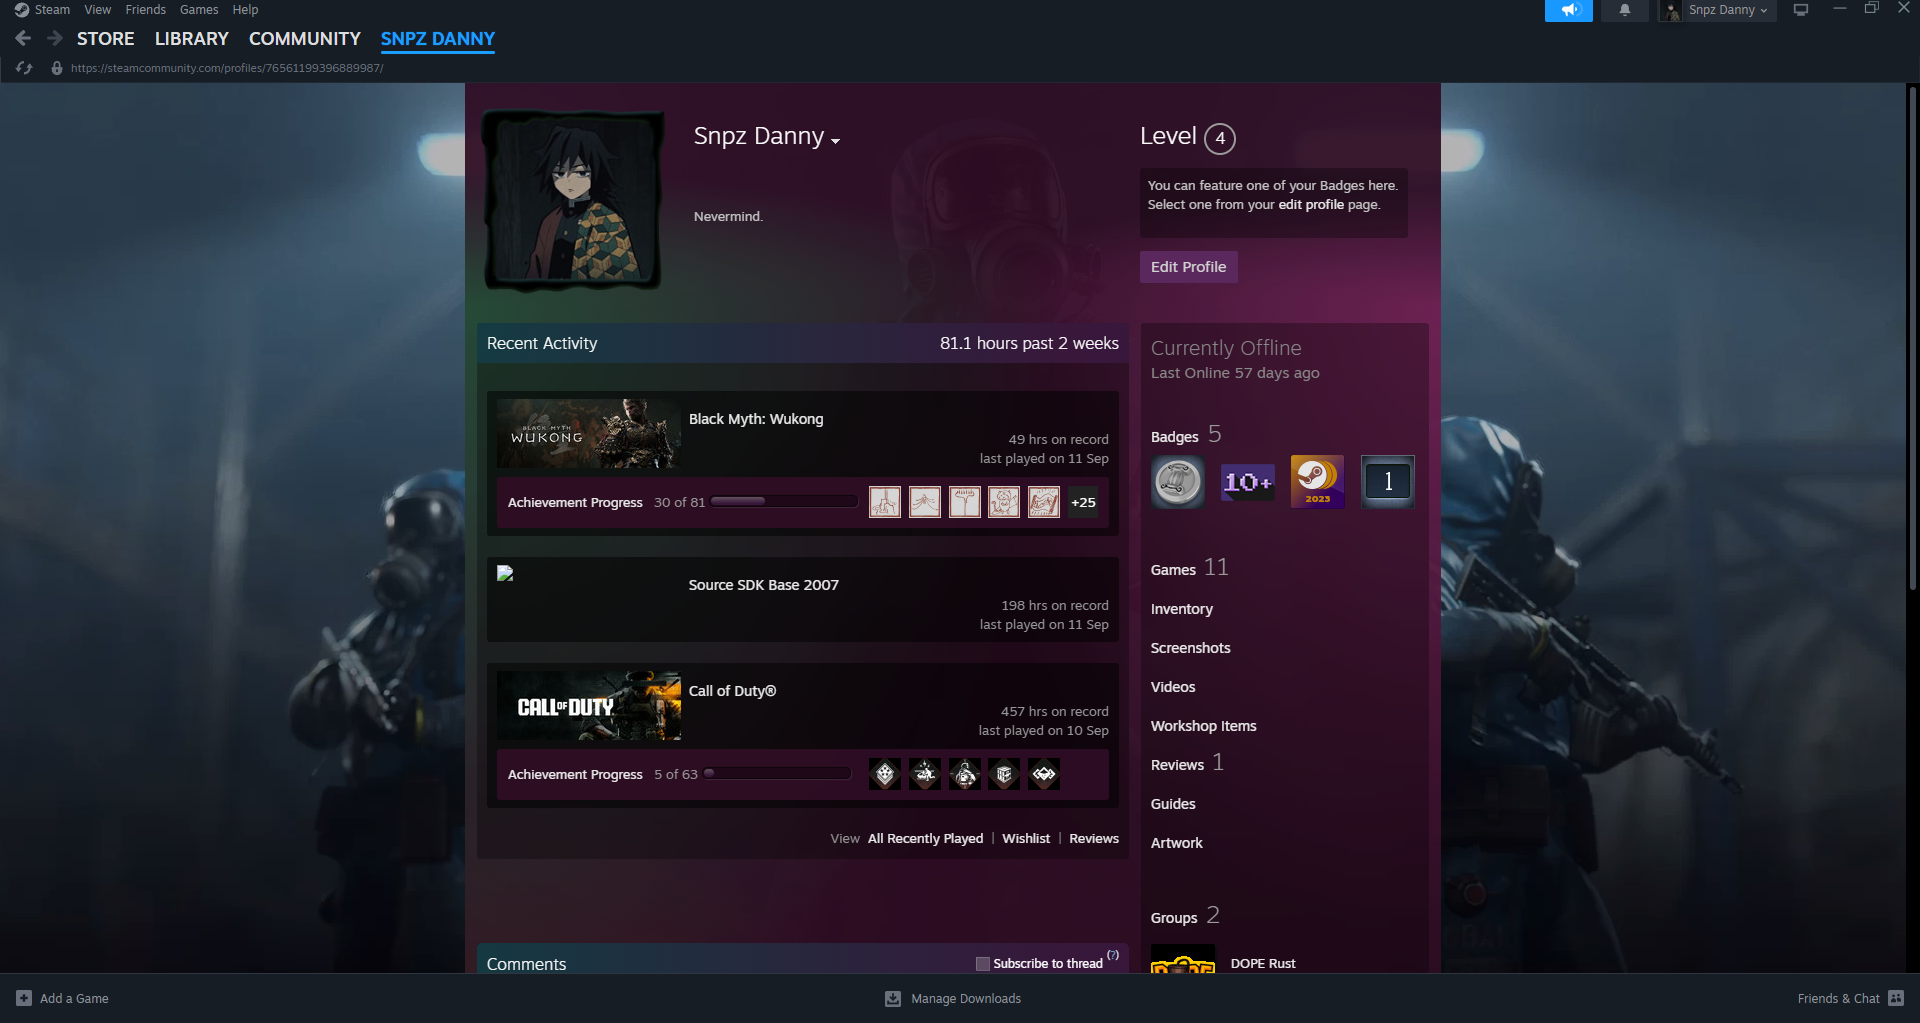 Steam View Friends Games Help
Snpz Danny
STORE LIBRARY COMMUNITY SNPZ DANNY
https://steamcommunity.com/profiles/76561199396889987/
Snpz Danny
Nevermind.
Level 4
You can feature one of your Badges here.
Select one from your edit profile page.
Edit Profile
Recent Activity
81.1 hours past 2 weeks
BLACK MYTH
WUKONG
Black Myth: Wukong
49 hrs on record
last played on 11 Sep
Achievement Progress 30 of 81
+25
Source SDK Base 2007
198 hrs on record
last played on 11 Sep
CALL OF DUTY
Call of Duty®
457 hrs on record
last played on 10 Sep
Achievement Progress 5 of 63
View All Recently Played | Wishlist | Reviews
Comments
Subscribe to thread (?)
Currently Offline
Last Online 57 days ago
Badges 5
10+
2023
1
Games 11
Inventory
Screenshots
Videos
Workshop Items
Reviews 1
Guides
Artwork
Groups 2
DOPE Rust
Add a Game
Manage Downloads
Friends & Chat